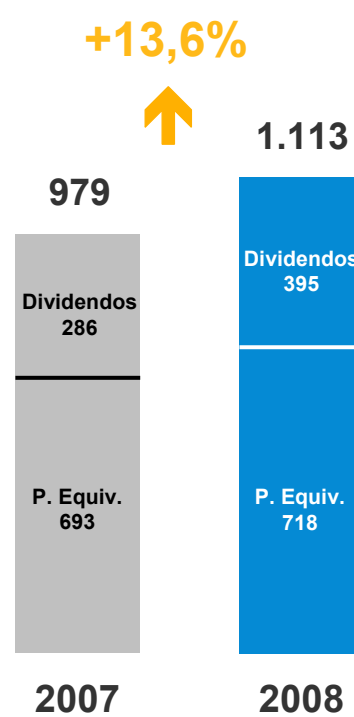 +13,6%
1.113
979
Dividendos
286
Dividendos
395
P. Equiv.
693
P. Equiv.
718
2007
2008